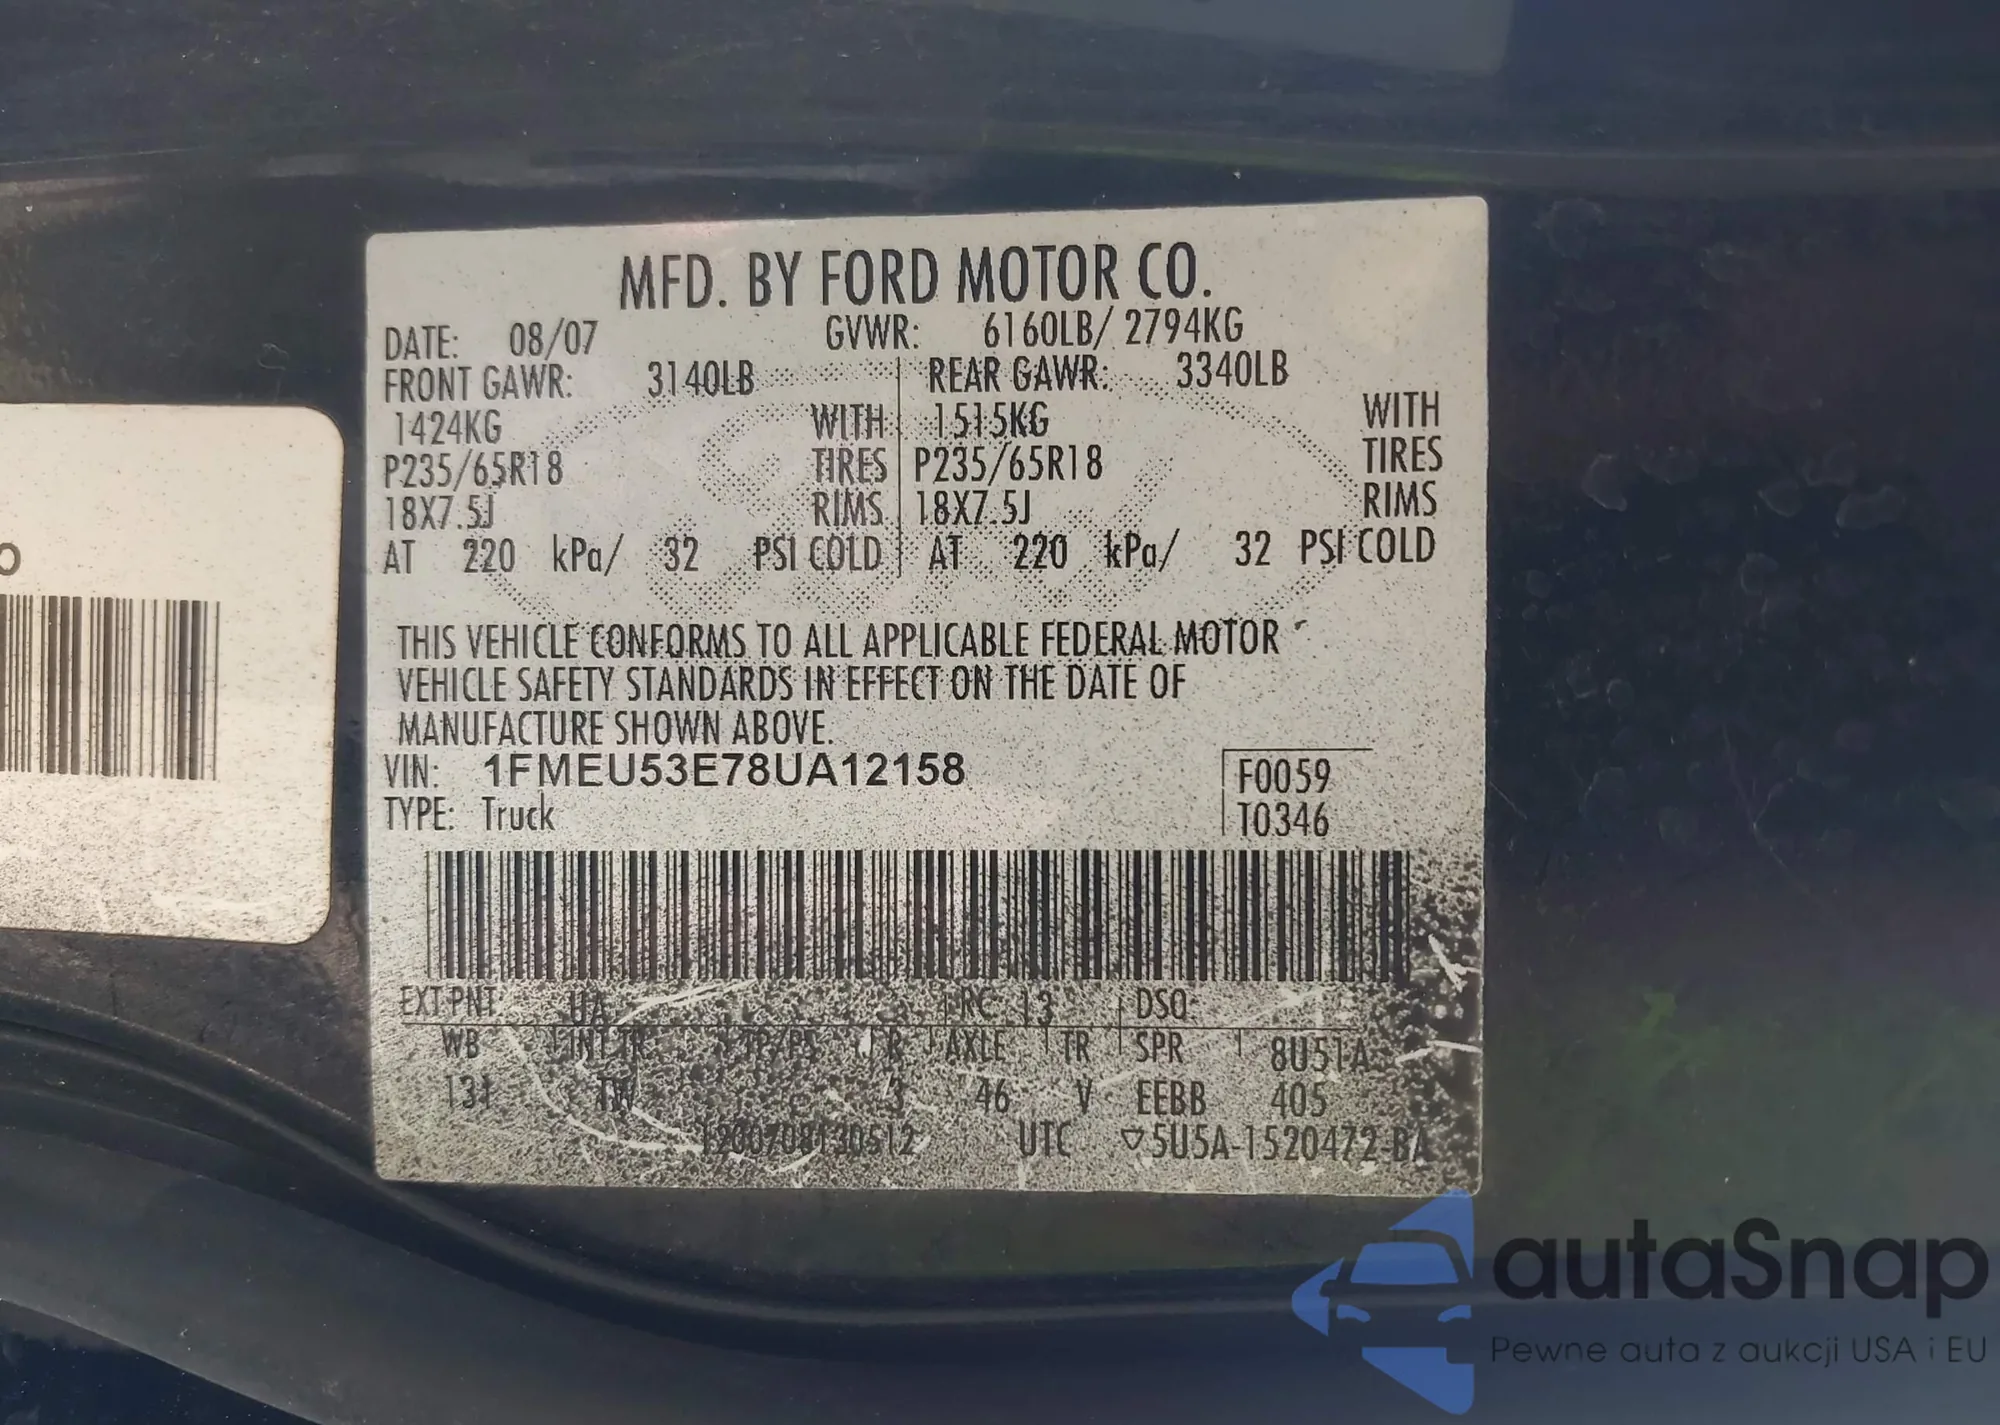 MFD. BY FORD MOTOR CO.
DATE: 08/07 GVWR: 6160LB/ 2794KG
FRONT GAWR: 3140LB REAR GAWR: 3340LB
1424KG WITH 1515KG WITH
P235/65R18 TIRES P235/65R18 TIRES
18X7.5J RIMS 18X7.5J RIMS
AT 220 kPa/ 32 PSI COLD AT 220 kPa/ 32 PSI COLD
THIS VEHICLE CONFORMS TO ALL APPLICABLE FEDERAL MOTOR
VEHICLE SAFETY STANDARDS IN EFFECT ON THE DATE OF
MANUFACTURE SHOWN ABOVE.
VIN: 1FMEU53E78UA12158 F0059
TYPE: Truck T0346
EXT PNT: UA RC 13 DSO:
WB INT TR TP/PS R AXLE TR SPR 8U51A
131 TW 3 46 V EEBB 405
UTC ▽5U5A-1520472-BA
autaSnap
Pewne auta z aukcji USA i EU